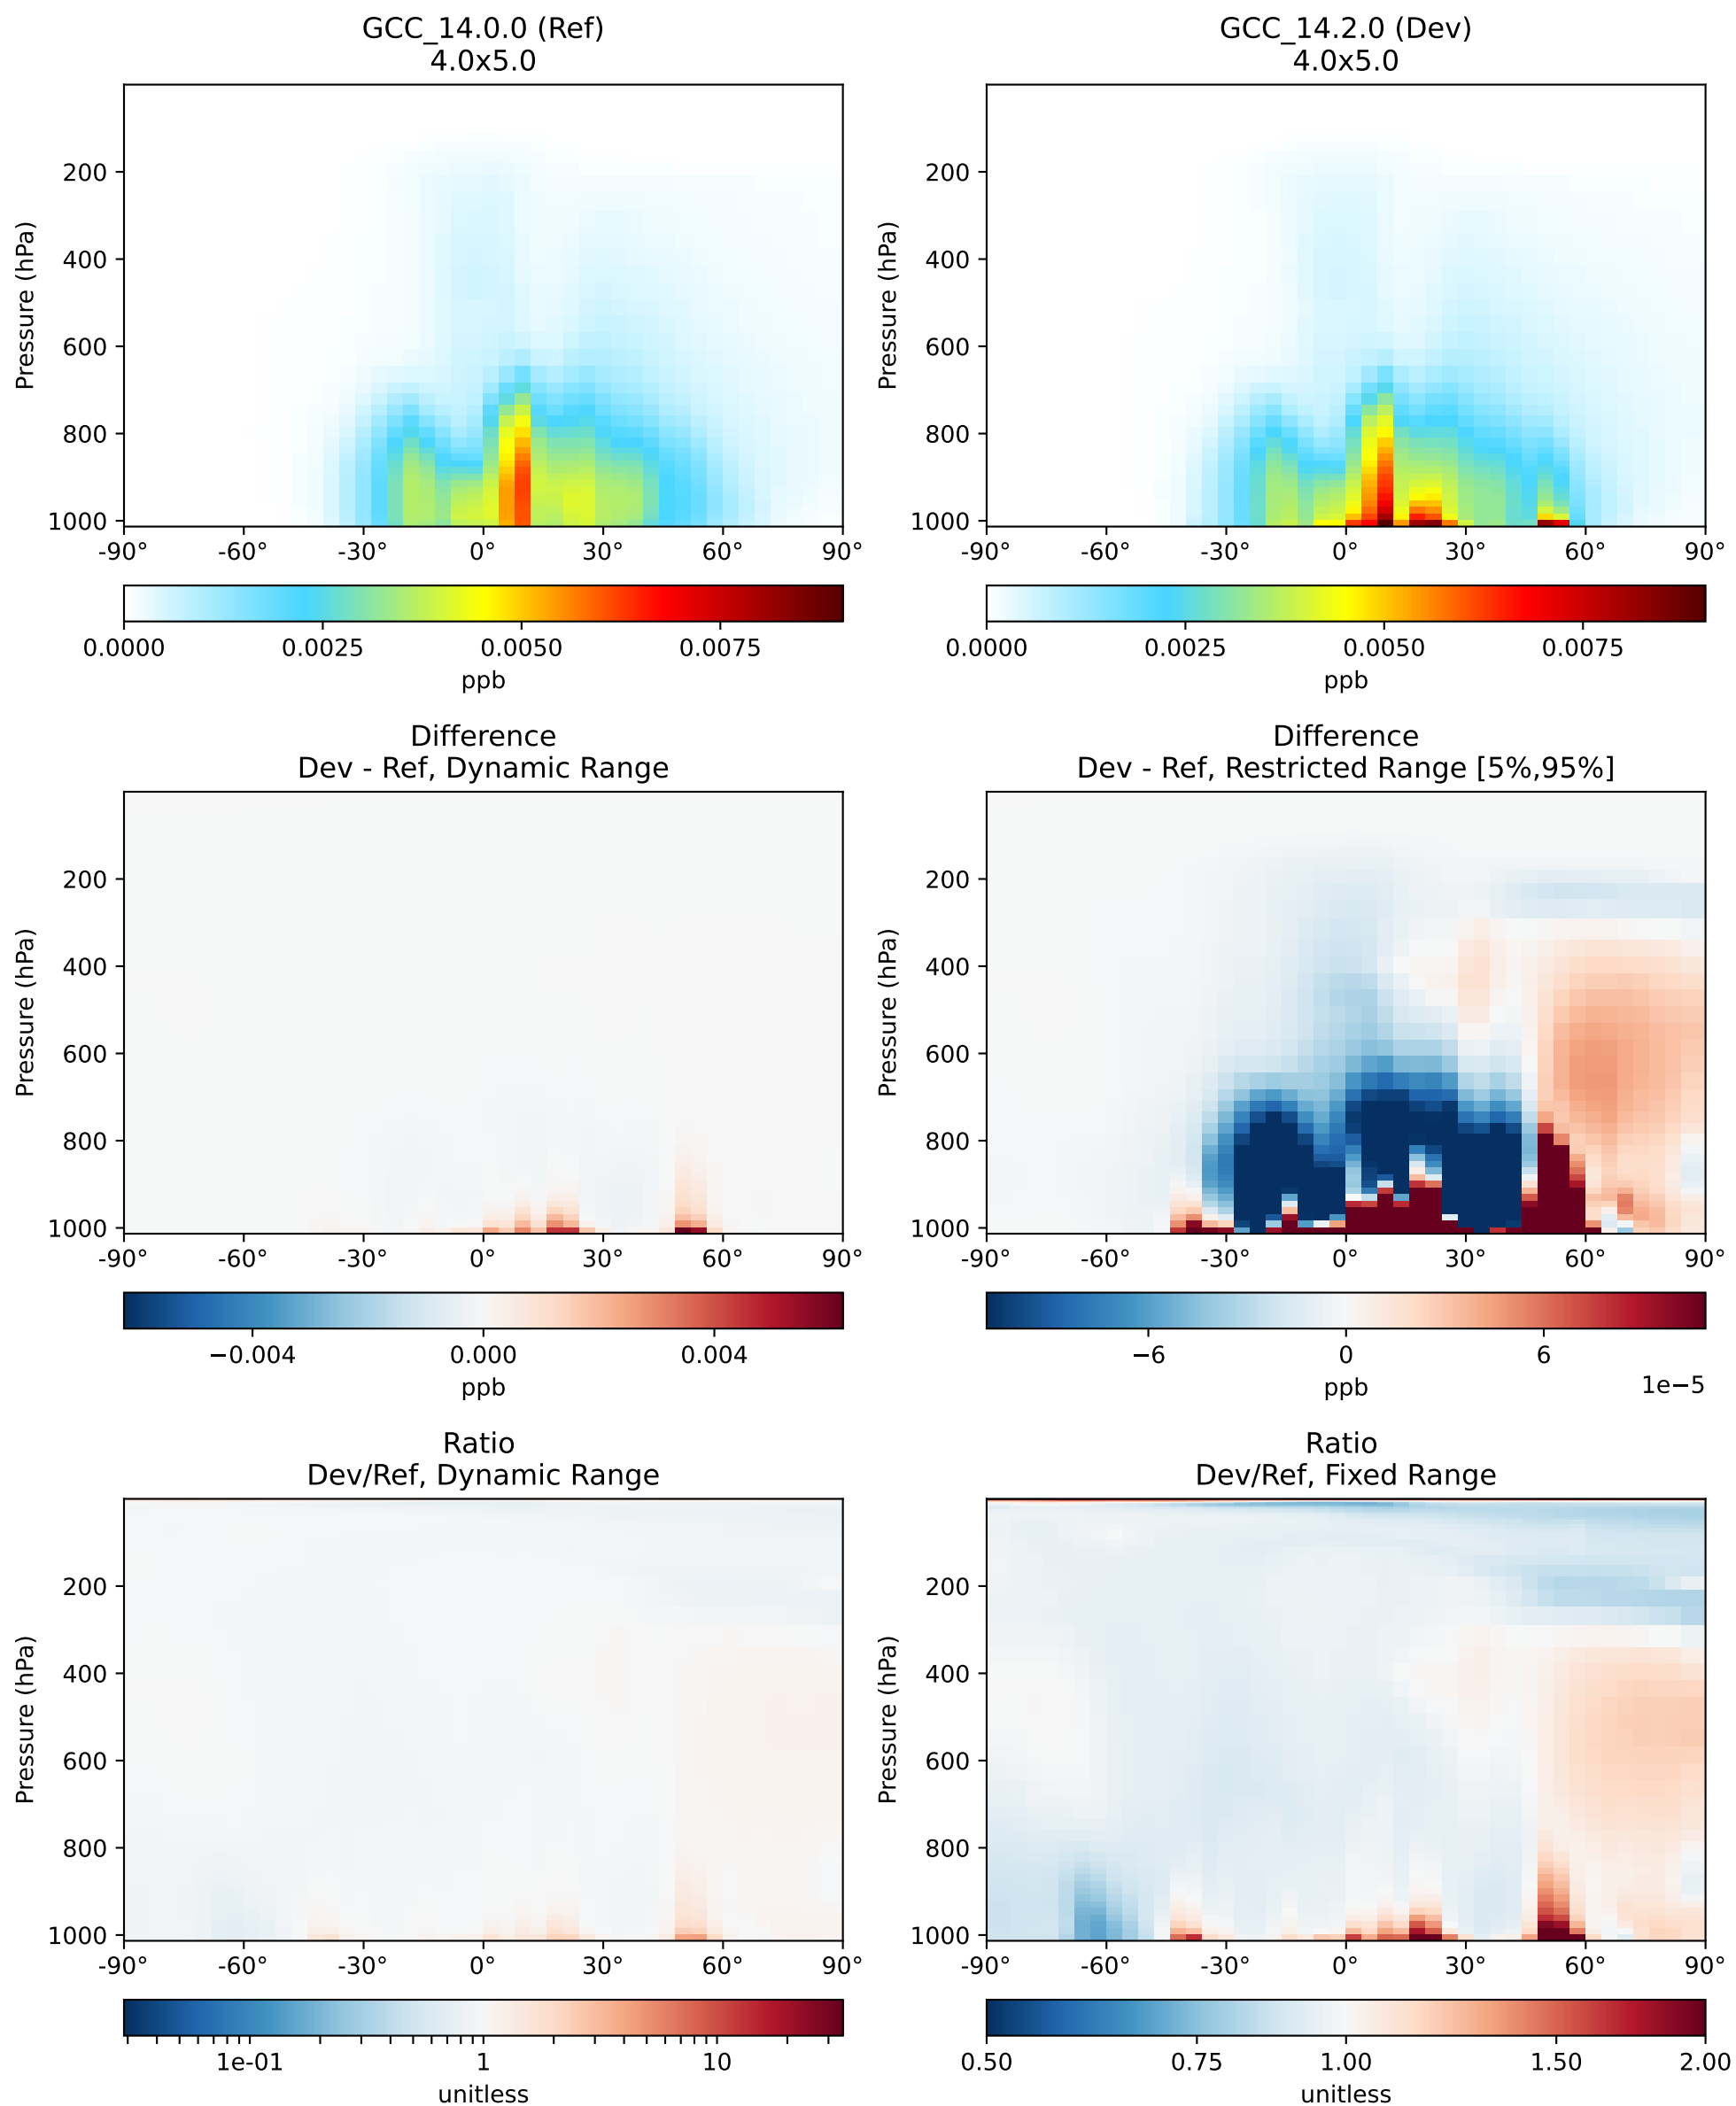 GCC_14.0.0 (Ref)
4.0x5.0
GCC_14.2.0 (Dev)
4.0x5.0
Pressure (hPa)
200
400
600
800
1000
-90° -60° -30° 0° 30° 60° 90°
0.0000 0.0025 0.0050 0.0075
ppb
Pressure (hPa)
200
400
600
800
1000
-90° -60° -30° 0° 30° 60° 90°
0.0000 0.0025 0.0050 0.0075
ppb
Difference
Dev - Ref, Dynamic Range
Difference
Dev - Ref, Restricted Range [5%,95%]
Pressure (hPa)
200
400
600
800
1000
-90° -60° -30° 0° 30° 60° 90°
−0.004 0.000 0.004
ppb
Pressure (hPa)
200
400
600
800
1000
-90° -60° -30° 0° 30° 60° 90°
−6 0 6
ppb
1e−5
Ratio
Dev/Ref, Dynamic Range
Ratio
Dev/Ref, Fixed Range
Pressure (hPa)
200
400
600
800
1000
-90° -60° -30° 0° 30° 60° 90°
1e-01 1 10
unitless
Pressure (hPa)
200
400
600
800
1000
-90° -60° -30° 0° 30° 60° 90°
0.50 0.75 1.00 1.50 2.00
unitless